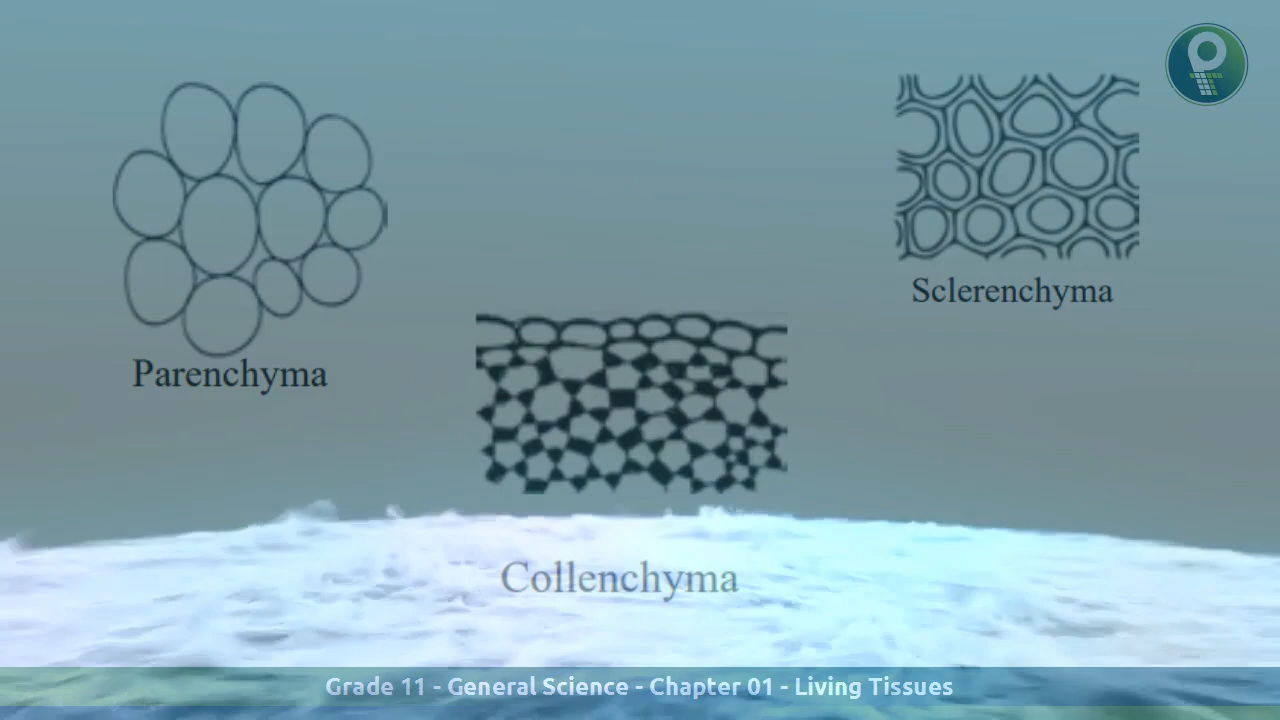 Sclerenchyma
Parenchyma
Collenchyma
Grade 11 - General Science - Chapter 01 - Living Tissues